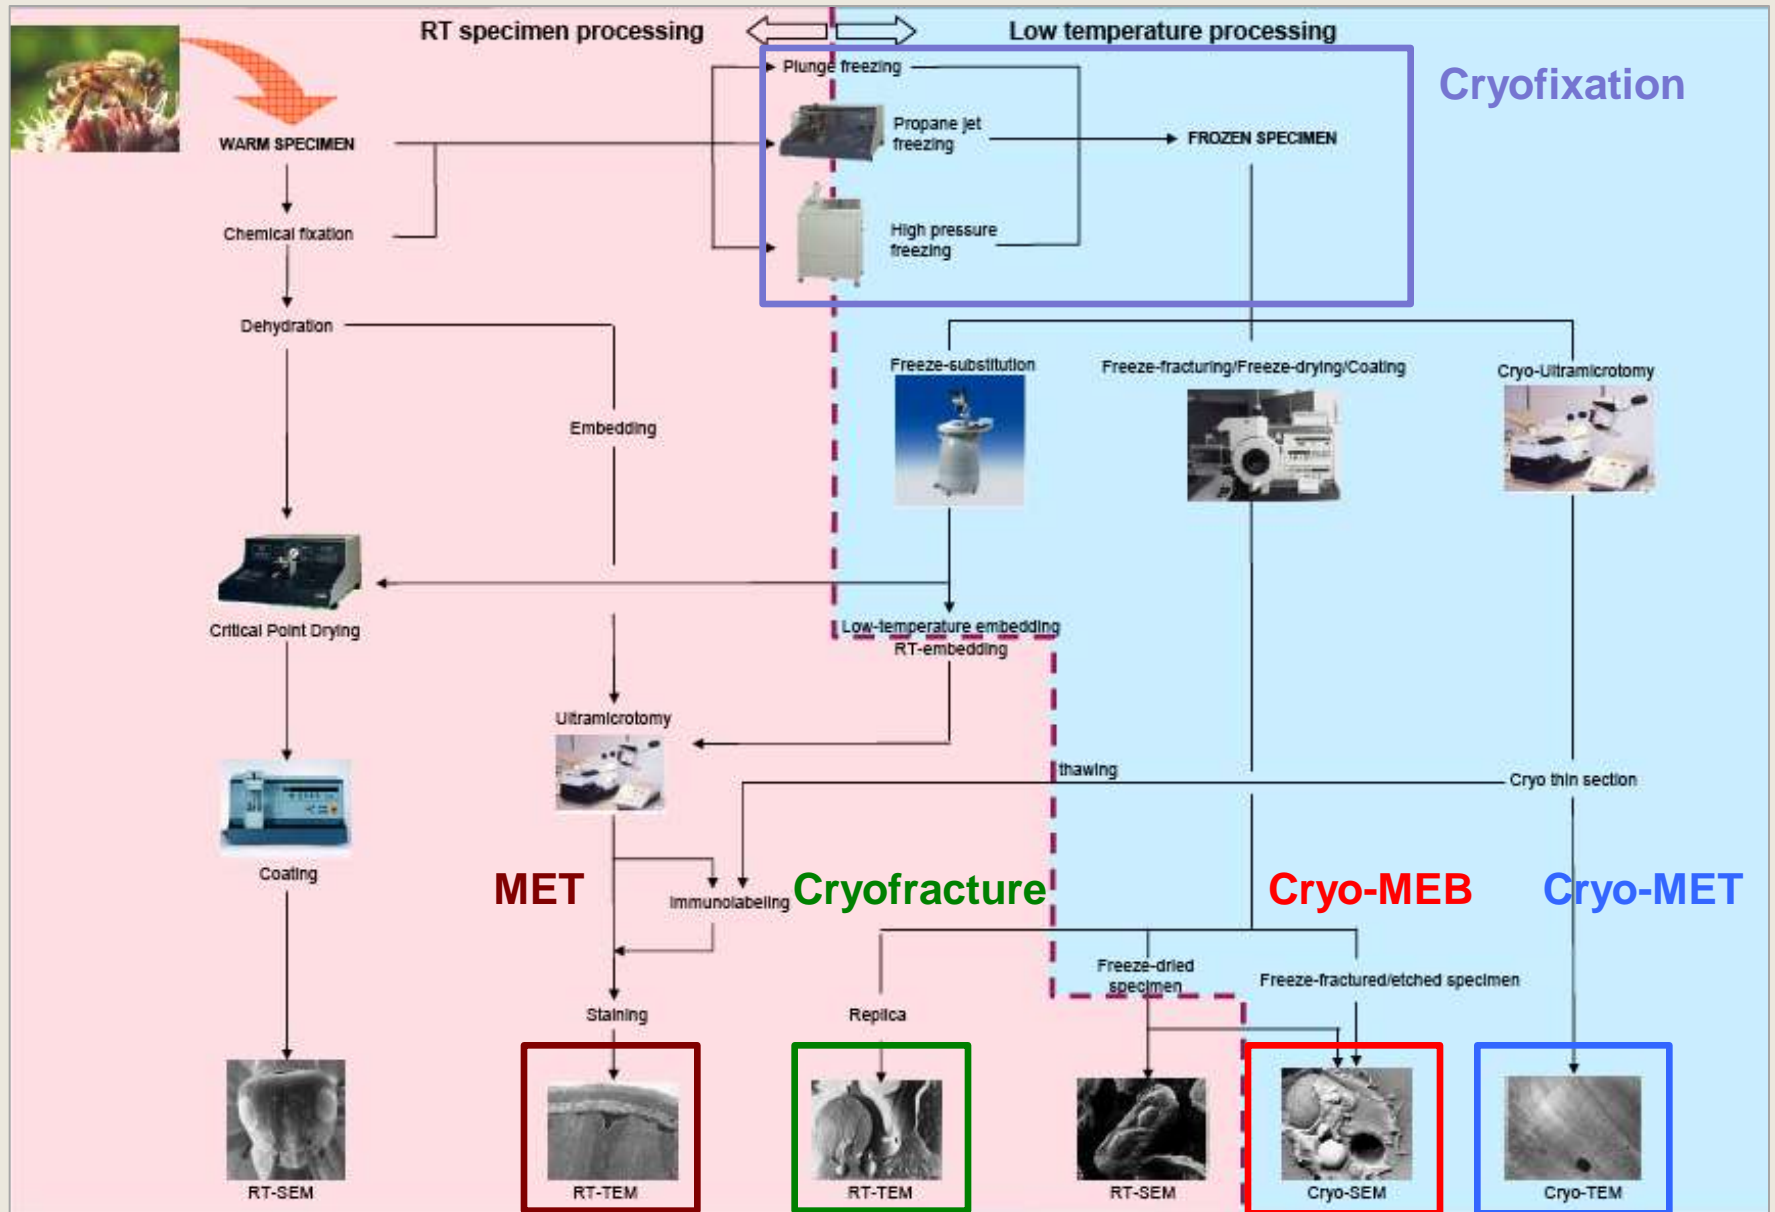 RT specimen processing
Low temperature processing
Plunge freezing
Cryofixation
Propane jet
freezing
WARM SPECIMEN
FROZEN SPECIMEN
Chemical fixation
High pressure
freezing
Dehydration
Freeze-substitution
Freeze-fracturing/Freeze-drying/Coating
Cryo-Ultramicrotomy
Embedding
Critical Point Drying
Low-temperature embedding
RT-embedding
Ultramicrotomy
thawing
Cryo thin section
Coating
MET
Immunolabeling
Cryofracture
Cryo-MEB
Cryo-MET
Freeze-dried
specimen
Freeze-fractured/etched specimen
Staining
Replica
RT-SEM
RT-TEM
RT-TEM
RT-SEM
Cryo-SEM
Cryo-TEM